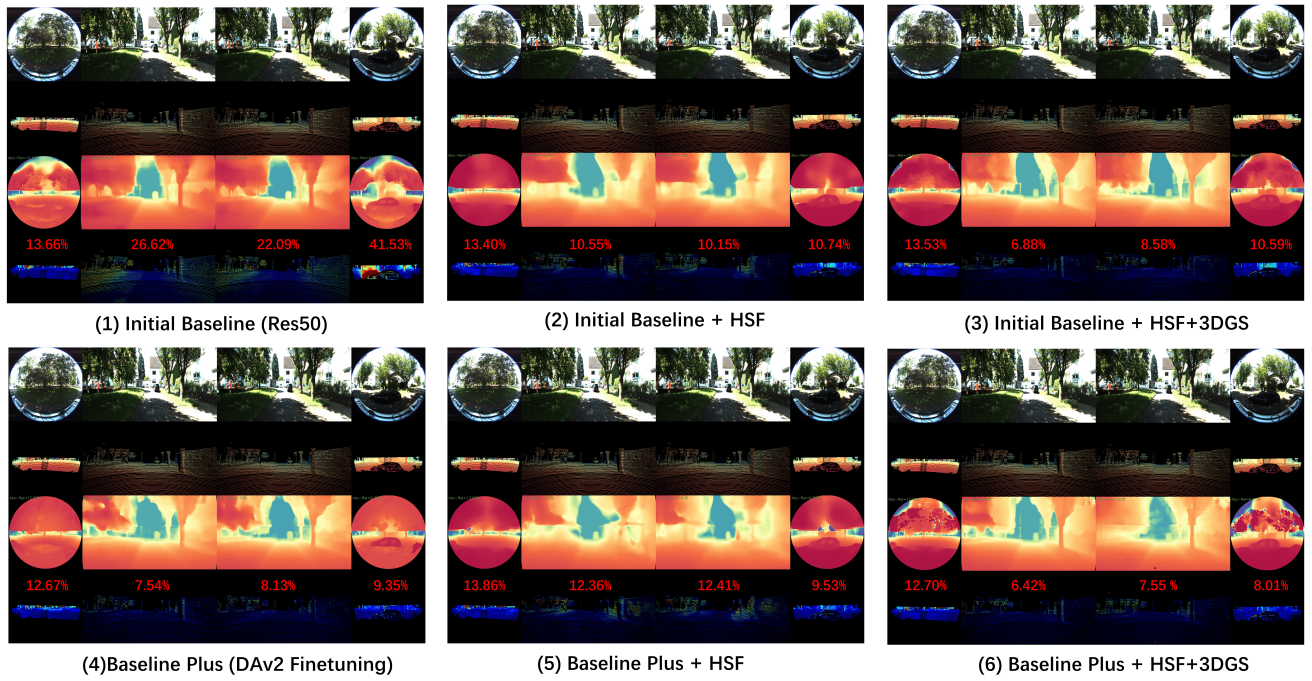 13.66% 26.62% 22.09% 41.53%
13.40% 10.55% 10.15% 10.74%
13.53% 6.88% 8.58% 10.59%
(1) Initial Baseline (Res50)
(2) Initial Baseline + HSF
(3) Initial Baseline + HSF+3DGS
12.67% 7.54% 8.13% 9.35%
13.86% 12.36% 12.41% 9.53%
12.70% 6.42% 7.55% 8.01%
(4)Baseline Plus (DAv2 Finetuning)
(5) Baseline Plus + HSF
(6) Baseline Plus + HSF+3DGS